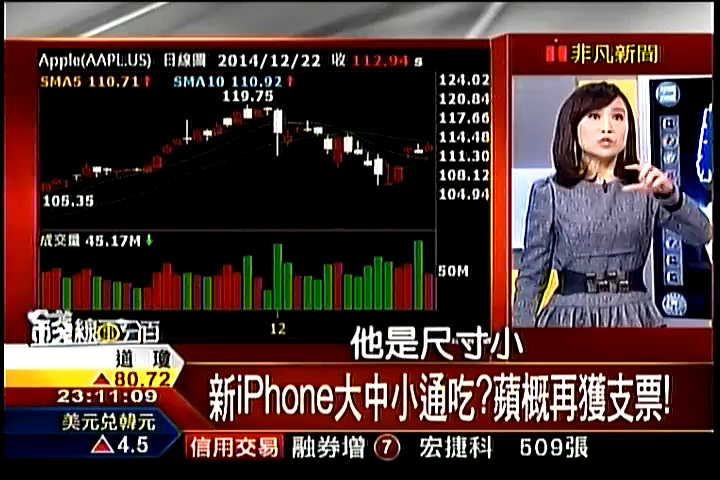 Apple(AAPL.US) 日線圖 2014/12/22 收 112.94 s
SMA5 110.71↑ SMA10 110.92↑
119.75
105.35
124.02
120.84
117.66
114.48
111.30
108.12
104.94
成交量 45.17M↓
50M
12
非凡新聞
他是尺寸小
道瓊
▲80.72
23:11:09
新iPhone大中小通吃?蘋概再獲支票!
美元兌韓元
▲4.5
信用交易 融券增 7 宏捷科 509張